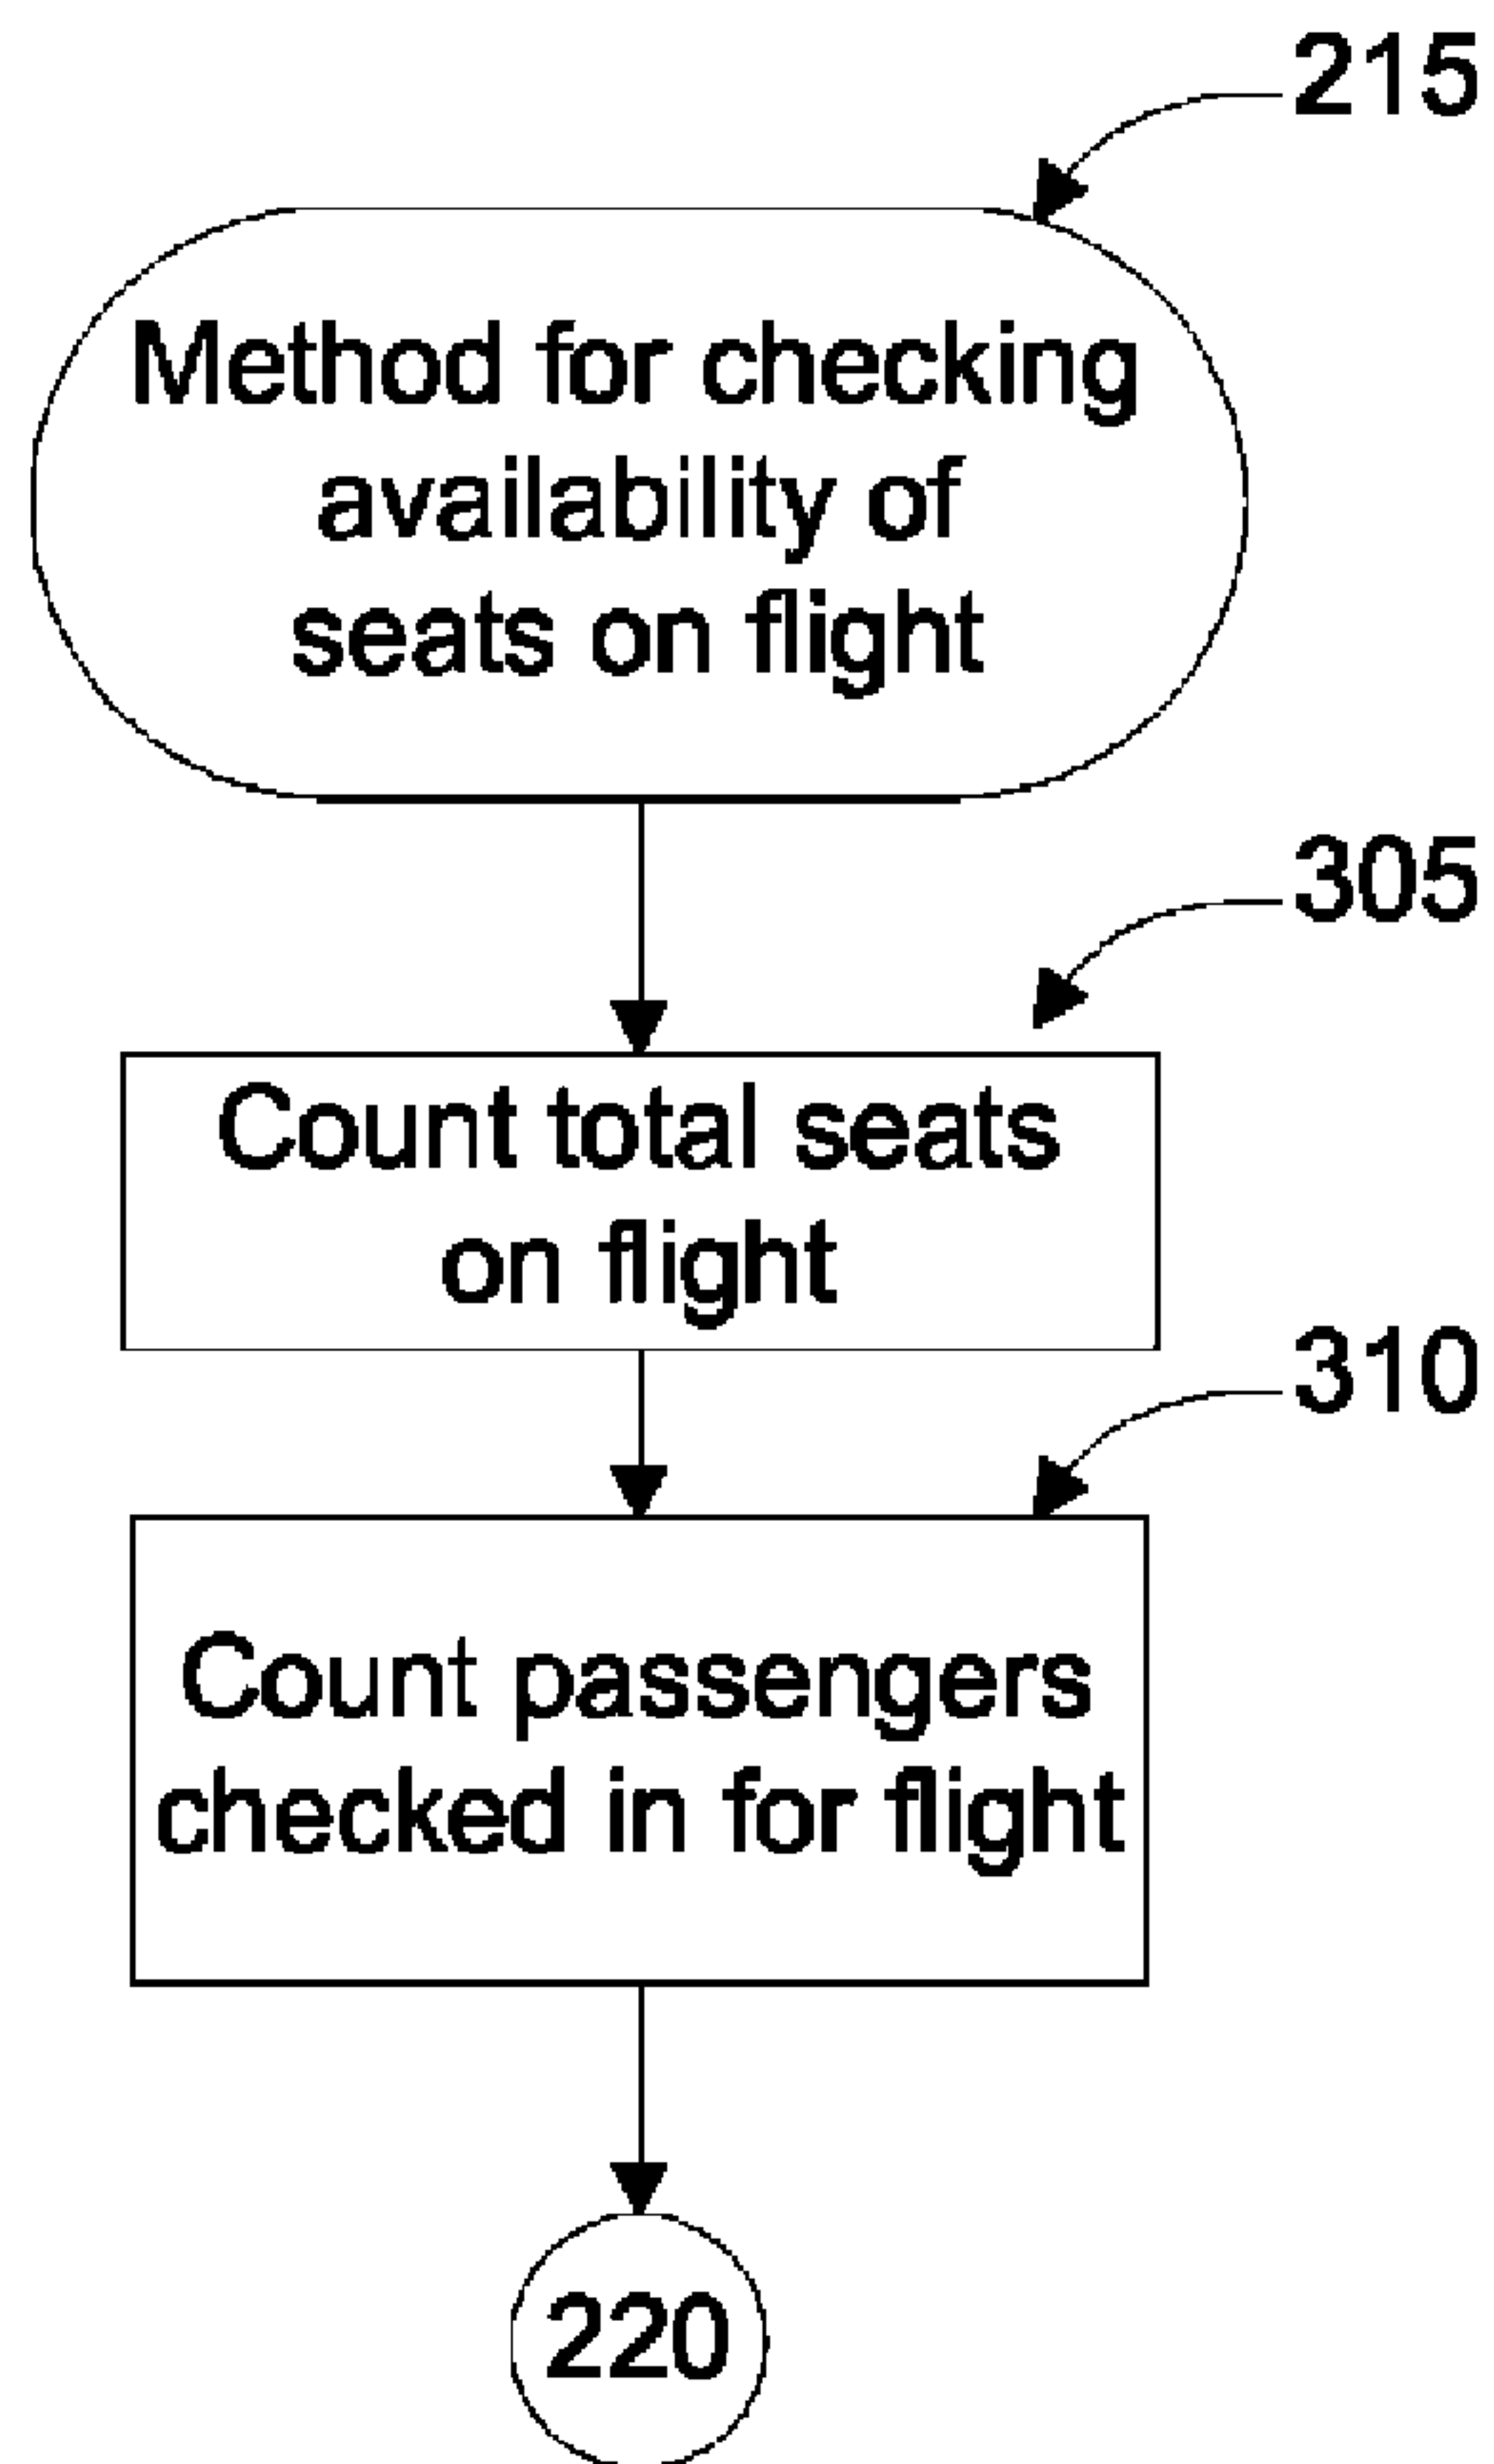 215
Method for checking
availability of
seats on flight
305
Count total seats
on flight
310
Count passengers
checked in for flight
220